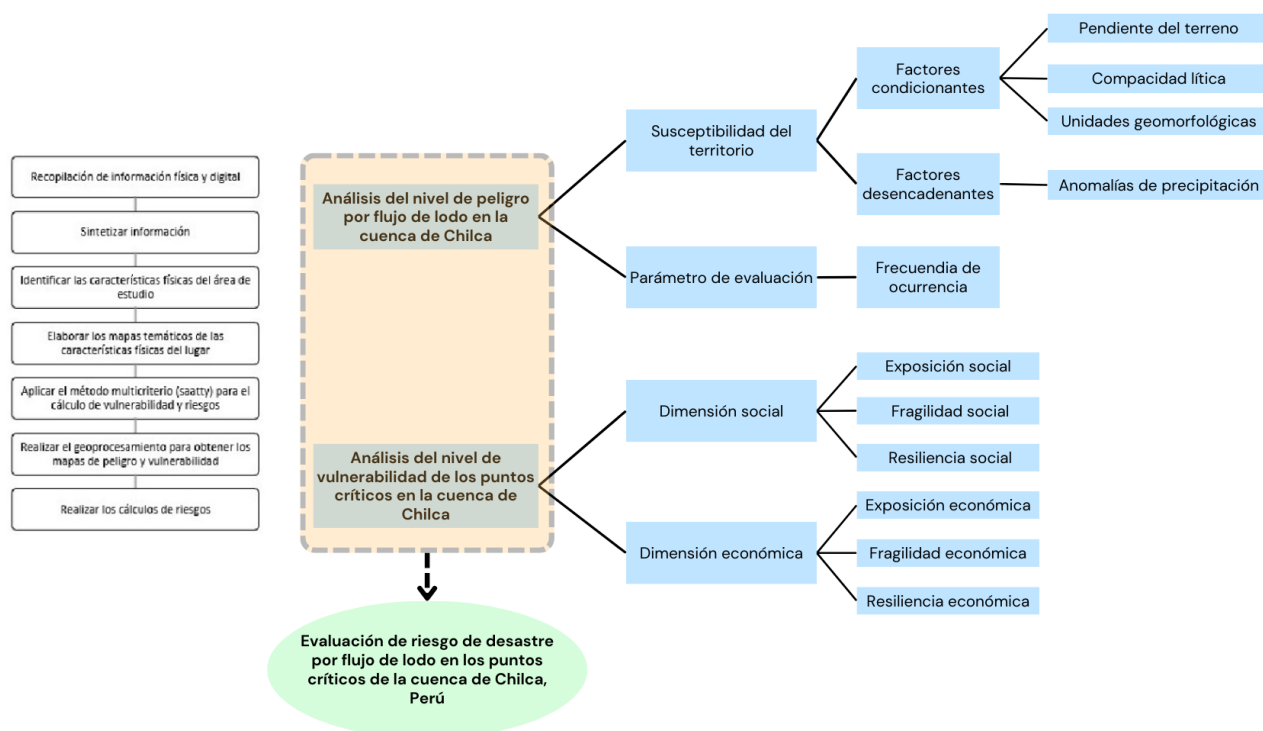 Recopilación de información física y digital
Sintetizar información
Identificar las características físicas del área de
estudio
Elaborar los mapas temáticos de las
características físicas del lugar
Aplicar el método multicriterio (saatty) para el
cálculo de vulnerabilidad y riesgos
Realizar el geoprocesamiento para obtener los
mapas de peligro y vulnerabilidad
Realizar los cálculos de riesgos
Análisis del nivel de peligro
por flujo de lodo en la
cuenca de Chilca
Susceptibilidad del
territorio
Factores
condicionantes
Pendiente del terreno
Compacidad lítica
Unidades geomorfológicas
Factores
desencadenantes
Anomalías de precipitación
Parámetro de evaluación
Frecuendia de
ocurrencia
Análisis del nivel de
vulnerabilidad de los puntos
críticos en la cuenca de
Chilca
Dimensión social
Exposición social
Fragilidad social
Resiliencia social
Dimensión económica
Exposición económica
Fragilidad económica
Resiliencia económica
Evaluación de riesgo de desastre
por flujo de lodo en los puntos
críticos de la cuenca de Chilca,
Perú